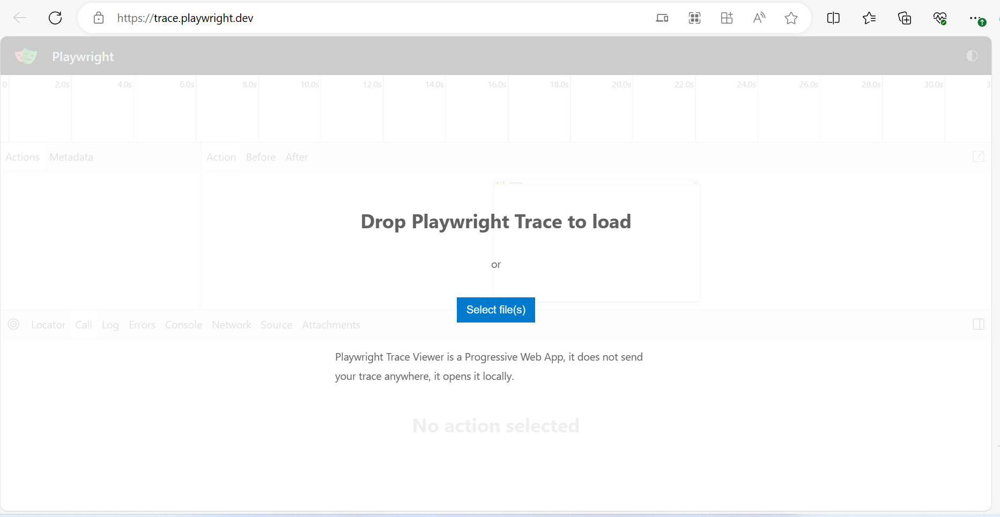 https://trace.playwright.dev
Playwright
0 2.0s 4.0s 6.0s 8.0s 10.0s 12.0s 14.0s 16.0s 18.0s 20.0s 22.0s 24.0s 26.0s 28.0s 30.0s 3
Actions Metadata Action Before After
Drop Playwright Trace to load
or
Select file(s)
Locator Call Log Errors Console Network Source Attachments
Playwright Trace Viewer is a Progressive Web App, it does not send
your trace anywhere, it opens it locally.
No action selected